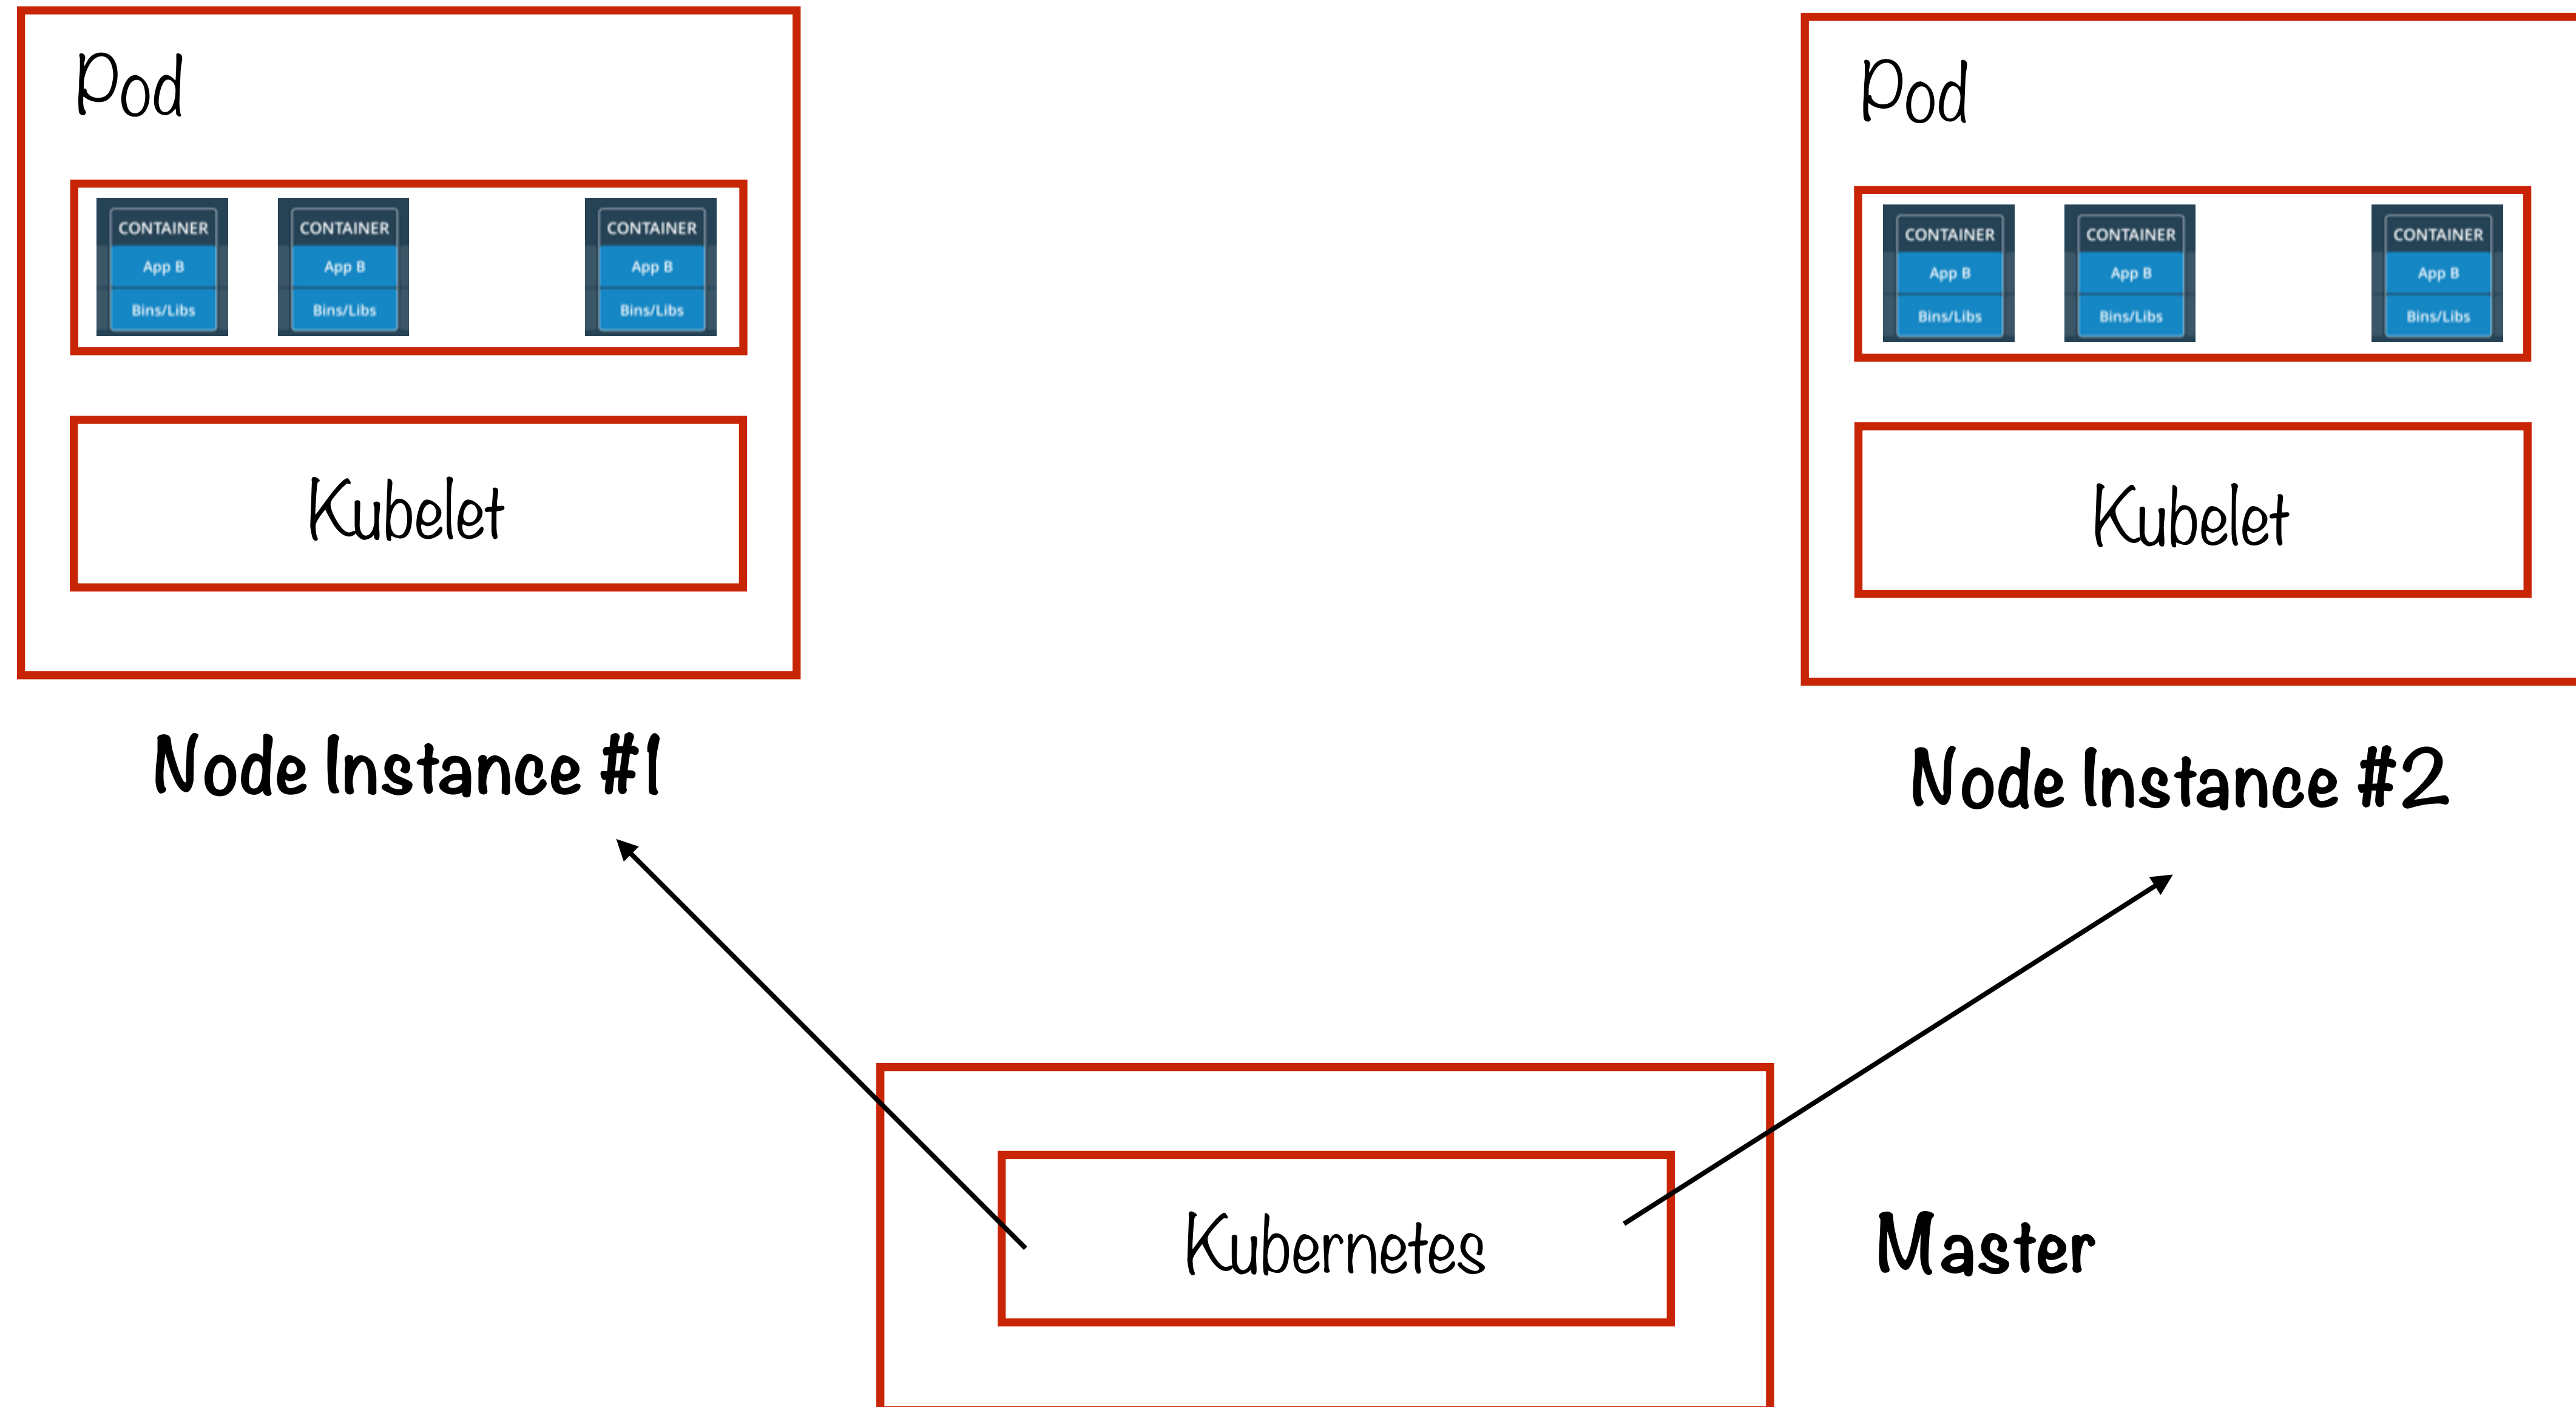 Pod
CONTAINER
App B
Bins/Libs
CONTAINER
App B
Bins/Libs
CONTAINER
App B
Bins/Libs
Kubelet
Node Instance #1
Pod
CONTAINER
App B
Bins/Libs
CONTAINER
App B
Bins/Libs
CONTAINER
App B
Bins/Libs
Kubelet
Node Instance #2
Kubernetes
Master